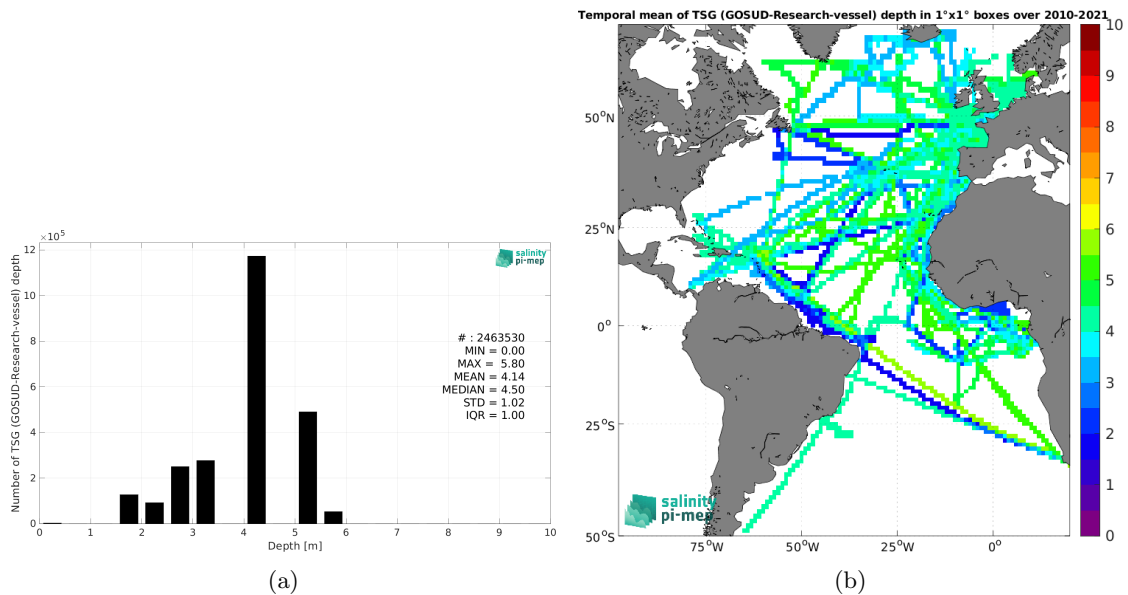 Temporal mean of TSG (GOSUD-Research-vessel) depth in 1°x1° boxes over 2010-2021
×10⁵
12
10
8
6
4
2
0
Number of TSG (GOSUD-Research-vessel) depth
salinity
pi-mep
# : 2463530
MIN = 0.00
MAX = 5.80
MEAN = 4.14
MEDIAN = 4.50
STD = 1.02
IQR = 1.00
0 1 2 3 4 5 6 7 8 9 10
Depth [m]
(a)
50°N
25°N
0°
25°S
50°S
75°W 50°W 25°W 0°
salinity
pi-mep
10
9
8
7
6
5
4
3
2
1
0
(b)